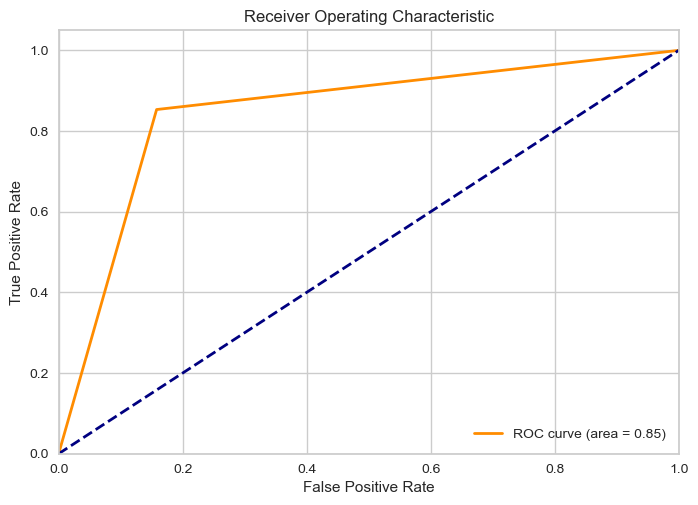 Receiver Operating Characteristic
1.0
0.8
0.6
0.4
0.2
0.0
True Positive Rate
ROC curve (area = 0.85)
0.0 0.2 0.4 0.6 0.8 1.0
False Positive Rate